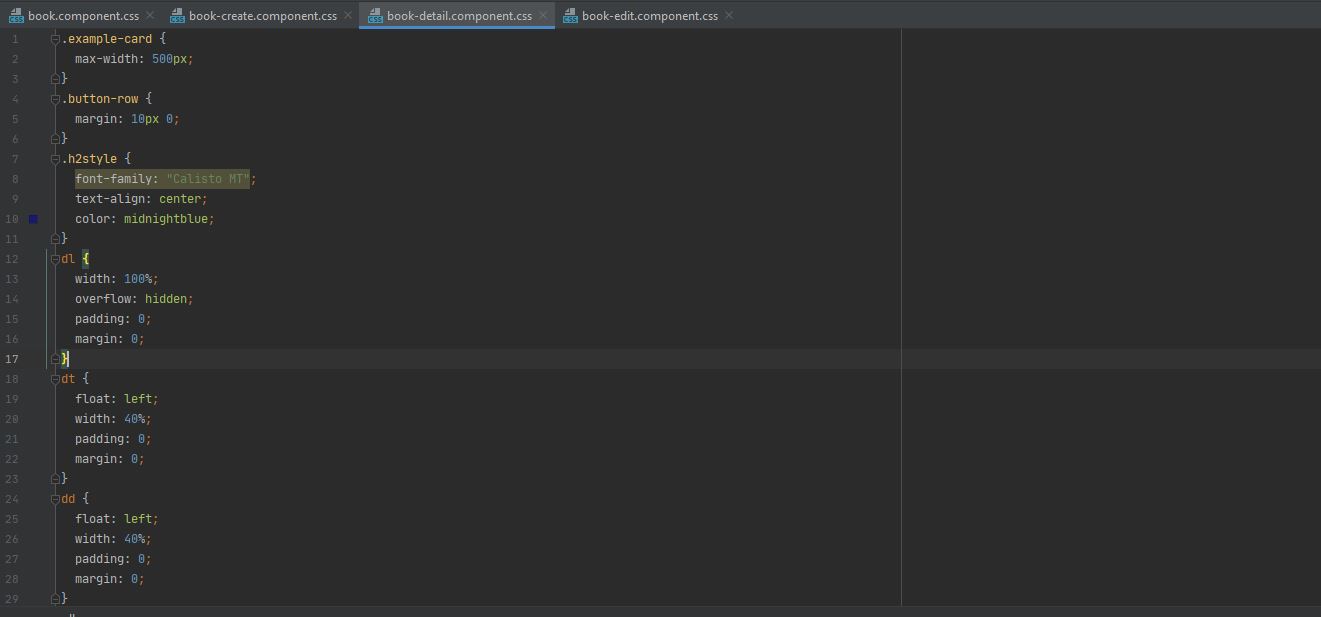 book.component.css
book-create.component.css
book-detail.component.css
book-edit.component.css
1 .example-card {
2 max-width: 500px;
3 }
4 .button-row {
5 margin: 10px 0;
6 }
7 .h2style {
8 font-family: "Calisto MT";
9 text-align: center;
10 color: midnightblue;
11 }
12 dl {
13 width: 100%;
14 overflow: hidden;
15 padding: 0;
16 margin: 0;
17 }
18 dt {
19 float: left;
20 width: 40%;
21 padding: 0;
22 margin: 0;
23 }
24 dd {
25 float: left;
26 width: 40%;
27 padding: 0;
28 margin: 0;
29 }